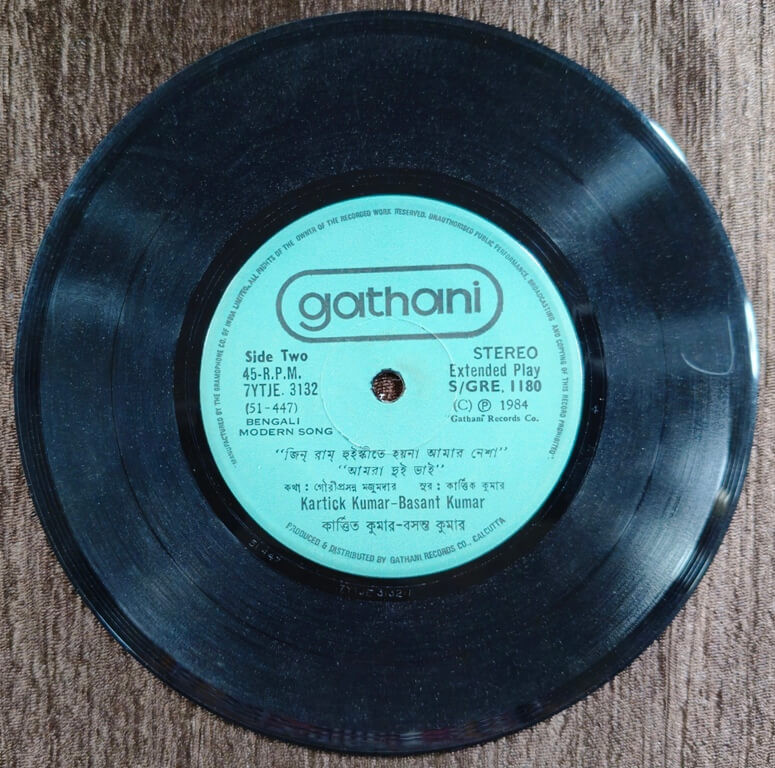 MANUFACTURED BY THE GRAMOPHONE CO. OF INDIA LIMITED. ALL RIGHTS OF THE OWNER OF THE RECORDED WORK RESERVED. UNAUTHORISED PUBLIC PERFORMANCE, BROADCASTING AND COPYING OF THIS RECORD PROHIBITED.
gathani
Side Two
45-R.P.M.
7YTJE. 3132
(51-447)
BENGALI
MODERN SONG
STEREO
Extended Play
S/GRE. 1180
(C) Ⓟ 1984
Gathani Records Co.
"জিন্ রাম্ হুইস্কীতে হয়না আমার নেশা"
"আমরা দুই ভাই"
কথা : গৌরীপ্রসন্ন মজুমদার সুর : কার্ত্তিক কুমার
Kartick Kumar-Basant Kumar
কার্ত্তিত কুমার-বসন্ত কুমার
PRODUCED & DISTRIBUTED BY GATHANI RECORDS CO., CALCUTTA